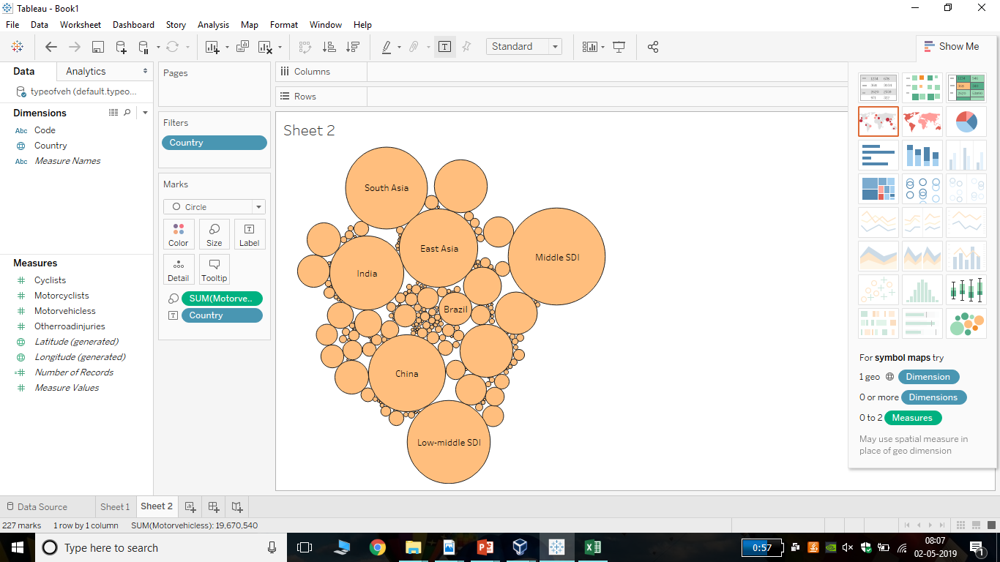 Tableau - Book1
File Data Worksheet Dashboard Story Analysis Map Format Window Help
Standard
Show Me
Data Analytics
typeofveh (default.typeo...
Dimensions
Abc Code
Country
Abc Measure Names
Measures
Cyclists
Motorcyclists
Motorvehicless
Otherroadinjuries
Latitude (generated)
Longitude (generated)
Number of Records
Measure Values
Pages
Filters
Country
Marks
Circle
Color Size Label
Detail Tooltip
SUM(Motorve..
Country
Columns
Rows
Sheet 2
South Asia
East Asia
Middle SDI
India
Brazil
China
Low-middle SDI
For symbol maps try
1 geo Dimension
0 or more Dimensions
0 to 2 Measures
May use spatial measure in
place of geo dimension
Data Source Sheet 1 Sheet 2
227 marks 1 row by 1 column SUM(Motorvehicless): 19,670,540
Type here to search
0:57
08:07
02-05-2019
1